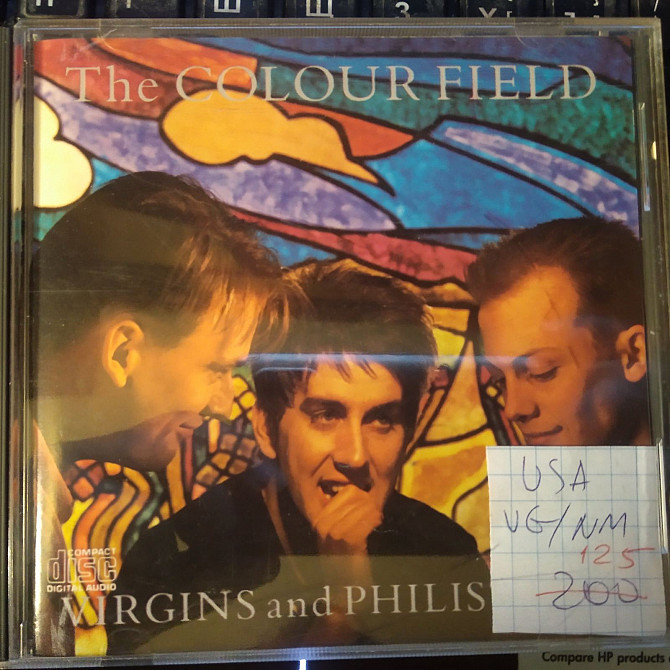 Ш Щ З Х [
The COLOUR FIELD
USA
VG/NM
125
200
COMPACT
disc
DIGITAL AUDIO
VIRGINS and PHILIS
Compare HP products